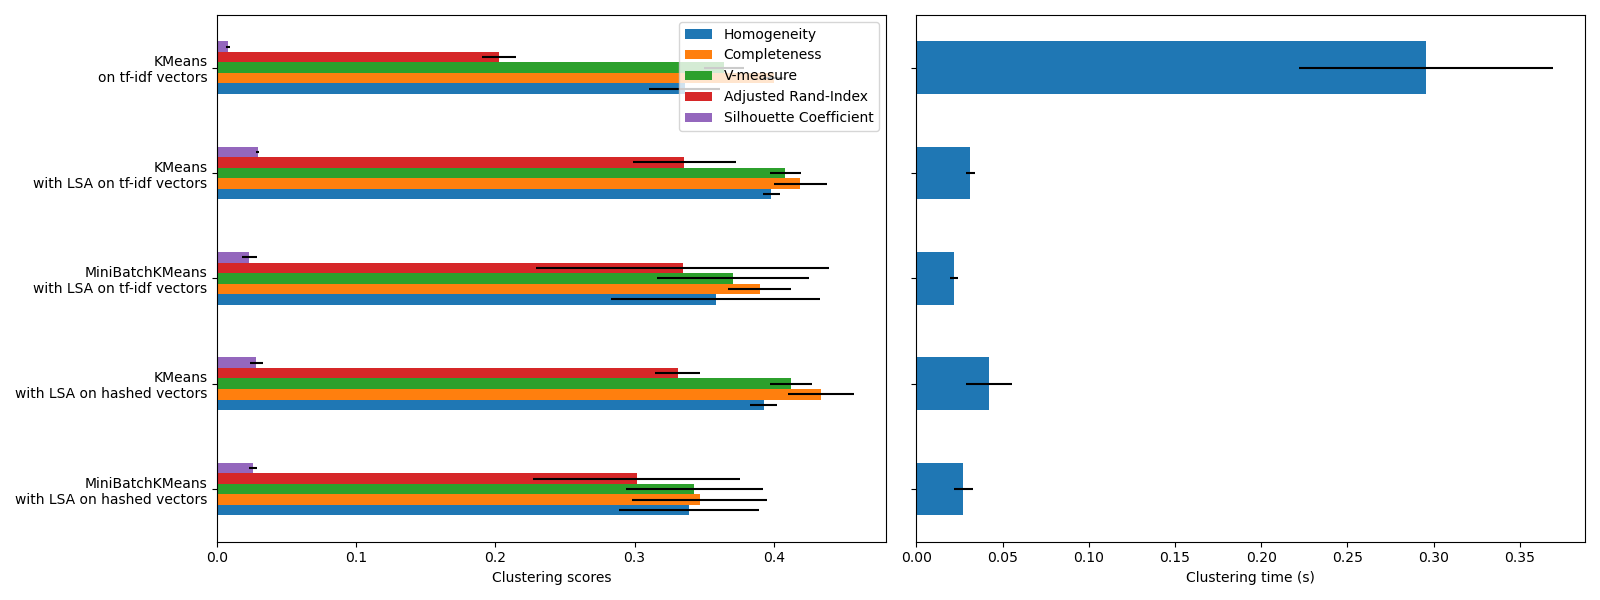 KMeans
on tf-idf vectors
KMeans
with LSA on tf-idf vectors
MiniBatchKMeans
with LSA on tf-idf vectors
KMeans
with LSA on hashed vectors
MiniBatchKMeans
with LSA on hashed vectors
Homogeneity
Completeness
V-measure
Adjusted Rand-Index
Silhouette Coefficient
0.0 0.1 0.2 0.3 0.4
Clustering scores
0.00 0.05 0.10 0.15 0.20 0.25 0.30 0.35
Clustering time (s)